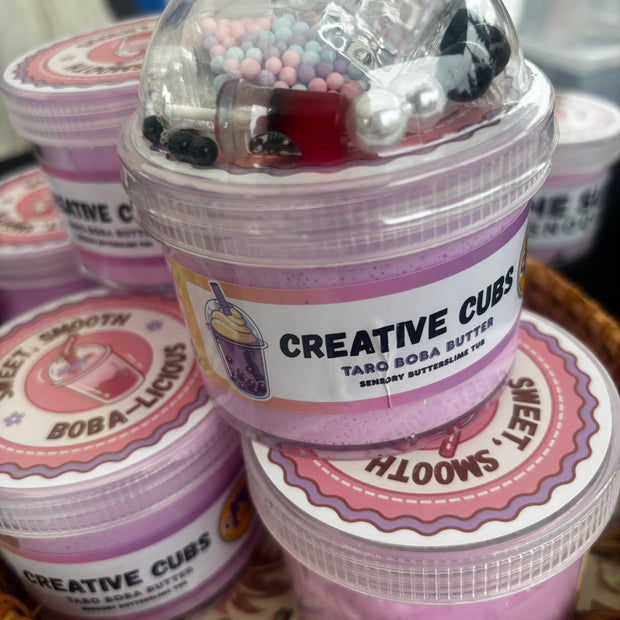 CREATIVE CUBS
TARO BOBA BUTTER
SENSORY BUTTERSLIME TUB
SWEET, SMOOTH
BOBA-LICIOUS
CREATIVE CUBS
TARO BOBA BUTTER
SENSORY BUTTERSLIME TUB
SWEET, SMOOTH